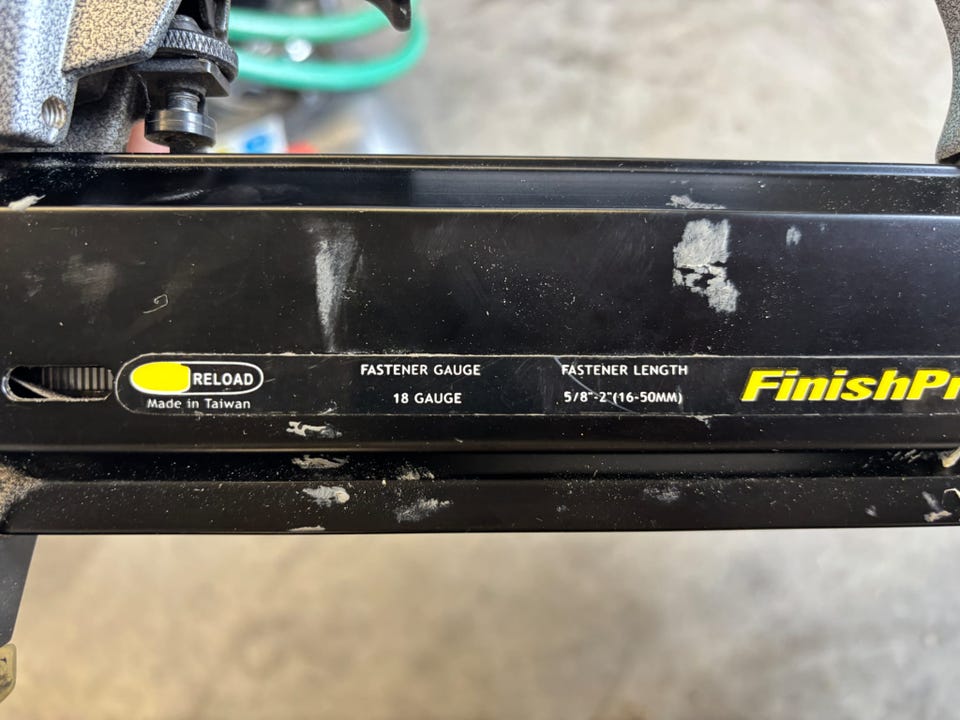 RELOAD
Made in Taiwan
FASTENER GAUGE
18 GAUGE
FASTENER LENGTH
5/8"-2"(16-50MM)
FinishPr